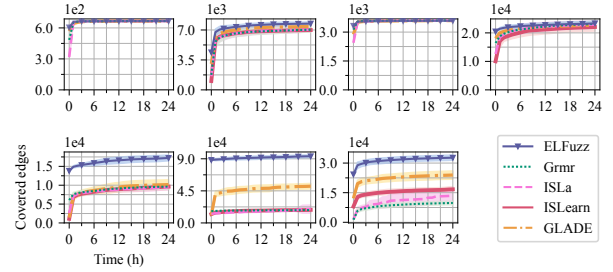 1e2 1e3 1e3 1e4
6.0 7.0 3.0 2.0
4.0 3.5 1.5 1.0
2.0
0.0 0.0 0.0 0.0
0 6 12 18 24 0 6 12 18 24 0 6 12 18 24 0 6 12 18 24
1e4 1e4 1e4
1.5 9.0 3.0
1.0 4.5 1.5
0.5
0.0 0.0 0.0
0 6 12 18 24 0 6 12 18 24 0 6 12 18 24
Covered edges
Time (h)
ELFuzz
Grmr
ISLa
ISLearn
GLADE